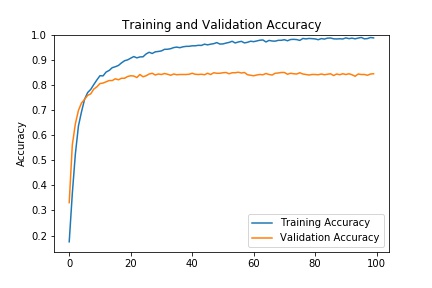 Training and Validation Accuracy
1.0
0.9
0.8
0.7
0.6
0.5
0.4
0.3
0.2
Accuracy
Training Accuracy
Validation Accuracy
0 20 40 60 80 100